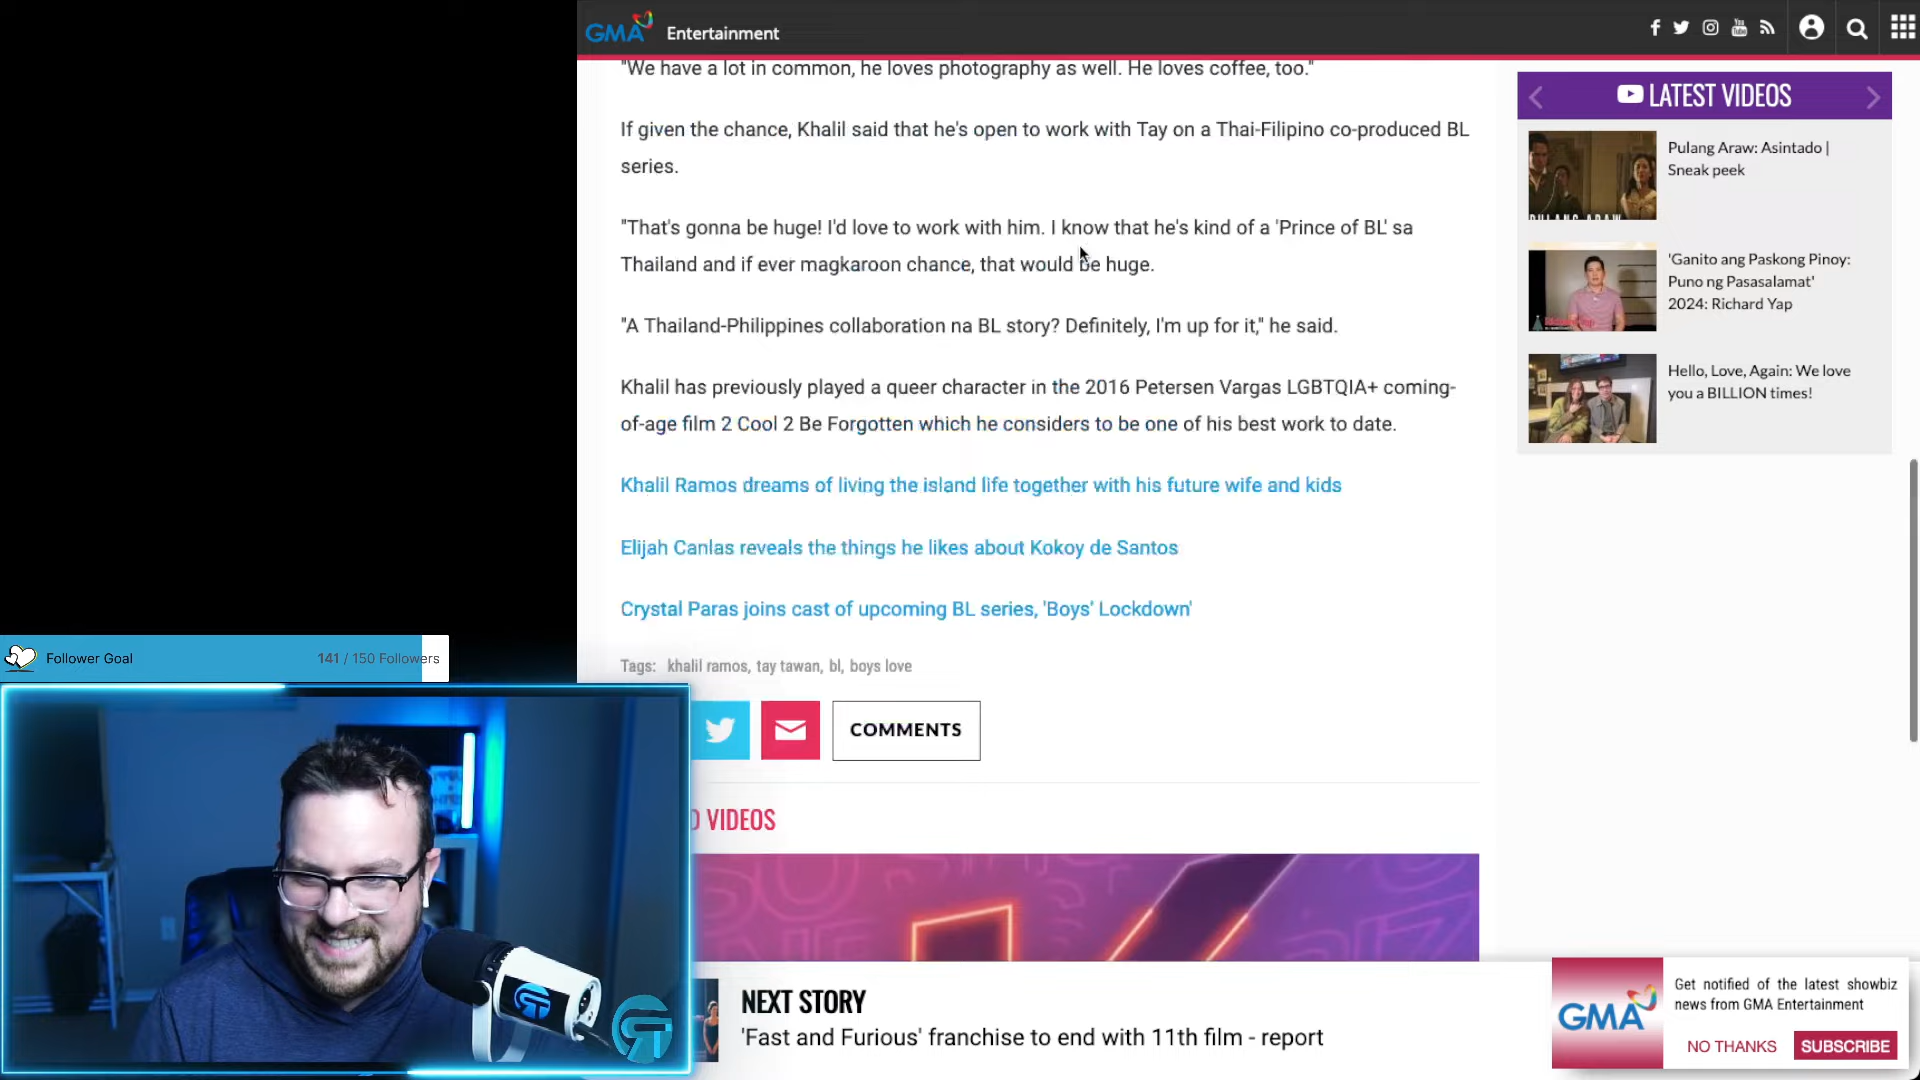 GMA Entertainment
"We have a lot in common, he loves photography as well. He loves coffee, too."
If given the chance, Khalil said that he's open to work with Tay on a Thai-Filipino co-produced BL
series.
"That's gonna be huge! I'd love to work with him. I know that he's kind of a 'Prince of BL' sa
Thailand and if ever magkaroon chance, that would be huge.
"A Thailand-Philippines collaboration na BL story? Definitely, I'm up for it," he said.
Khalil has previously played a queer character in the 2016 Petersen Vargas LGBTQIA+ coming-
of-age film 2 Cool 2 Be Forgotten which he considers to be one of his best work to date.
Khalil Ramos dreams of living the island life together with his future wife and kids
Elijah Canlas reveals the things he likes about Kokoy de Santos
Crystal Paras joins cast of upcoming BL series, 'Boys' Lockdown'
Tags: khalil ramos, tay tawan, bl, boys love
COMMENTS
VIDEOS
NEXT STORY
'Fast and Furious' franchise to end with 11th film - report
LATEST VIDEOS
Pulang Araw: Asintado |
Sneak peek
'Ganito ang Paskong Pinoy:
Puno ng Pasasalamat'
2024: Richard Yap
Hello, Love, Again: We love
you a BILLION times!
GMA
Get notified of the latest showbiz
news from GMA Entertainment
NO THANKS SUBSCRIBE
Follower Goal 141 / 150 Followers